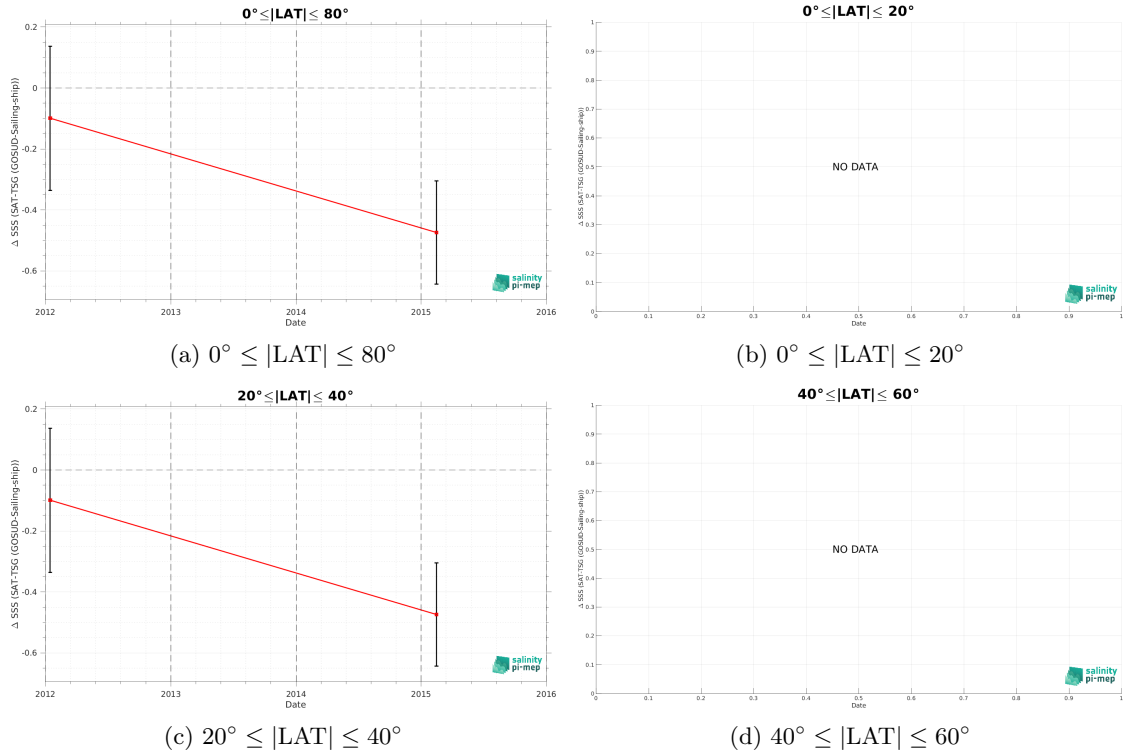 0°≤|LAT|≤ 80°
0.2
0
-0.2
-0.4
-0.6
Δ SSS (SAT-TSG (GOSUD-Sailing-ship))
2012
2013
2014
2015
2016
Date
salinity
pi-mep
(a) 0° ≤ |LAT| ≤ 80°
0°≤|LAT|≤ 20°
1
0.9
0.8
0.7
0.6
0.5
0.4
0.3
0.2
0.1
0
Δ SSS (SAT-TSG (GOSUD-Sailing-ship))
NO DATA
0
0.1
0.2
0.3
0.4
0.5
0.6
0.7
0.8
0.9
1
Date
salinity
pi-mep
(b) 0° ≤ |LAT| ≤ 20°
20°≤|LAT|≤ 40°
0.2
0
-0.2
-0.4
-0.6
Δ SSS (SAT-TSG (GOSUD-Sailing-ship))
2012
2013
2014
2015
2016
Date
salinity
pi-mep
(c) 20° ≤ |LAT| ≤ 40°
40°≤|LAT|≤ 60°
1
0.9
0.8
0.7
0.6
0.5
0.4
0.3
0.2
0.1
0
Δ SSS (SAT-TSG (GOSUD-Sailing-ship))
NO DATA
0
0.1
0.2
0.3
0.4
0.5
0.6
0.7
0.8
0.9
1
Date
salinity
pi-mep
(d) 40° ≤ |LAT| ≤ 60°